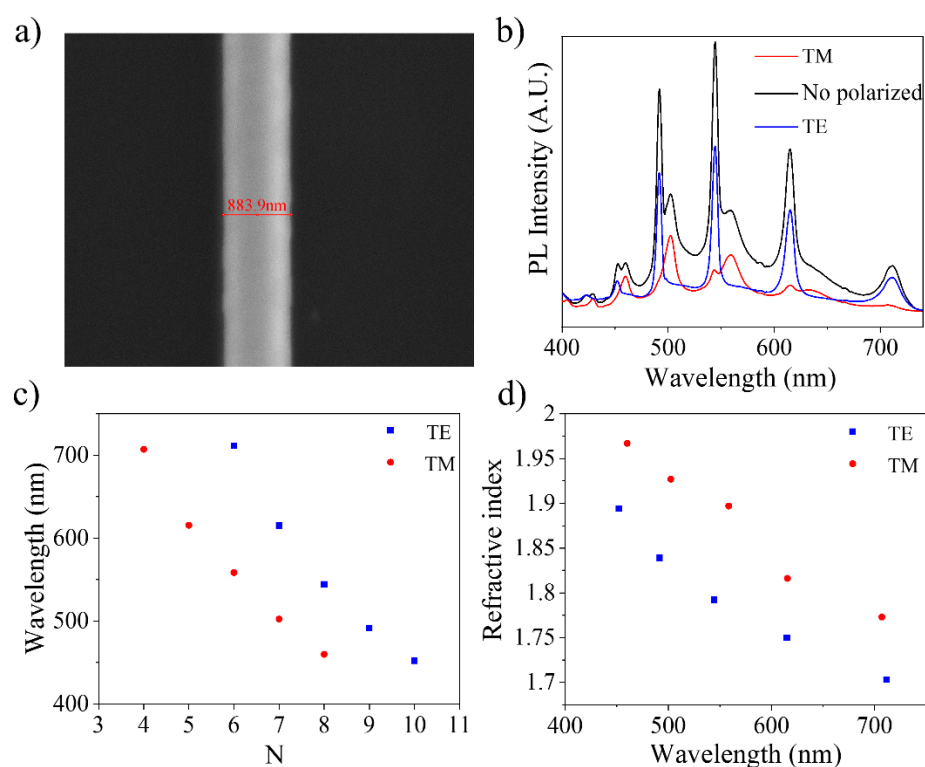 a)
883.9nm
b)
PL Intensity (A.U.)
TM
No polarized
TE
400
500
600
700
Wavelength (nm)
c)
Wavelength (nm)
700
600
500
400
TE
TM
3
4
5
6
7
8
9
10
11
N
d)
Refractive index
2
1.95
1.9
1.85
1.8
1.75
1.7
TE
TM
400
500
600
700
Wavelength (nm)